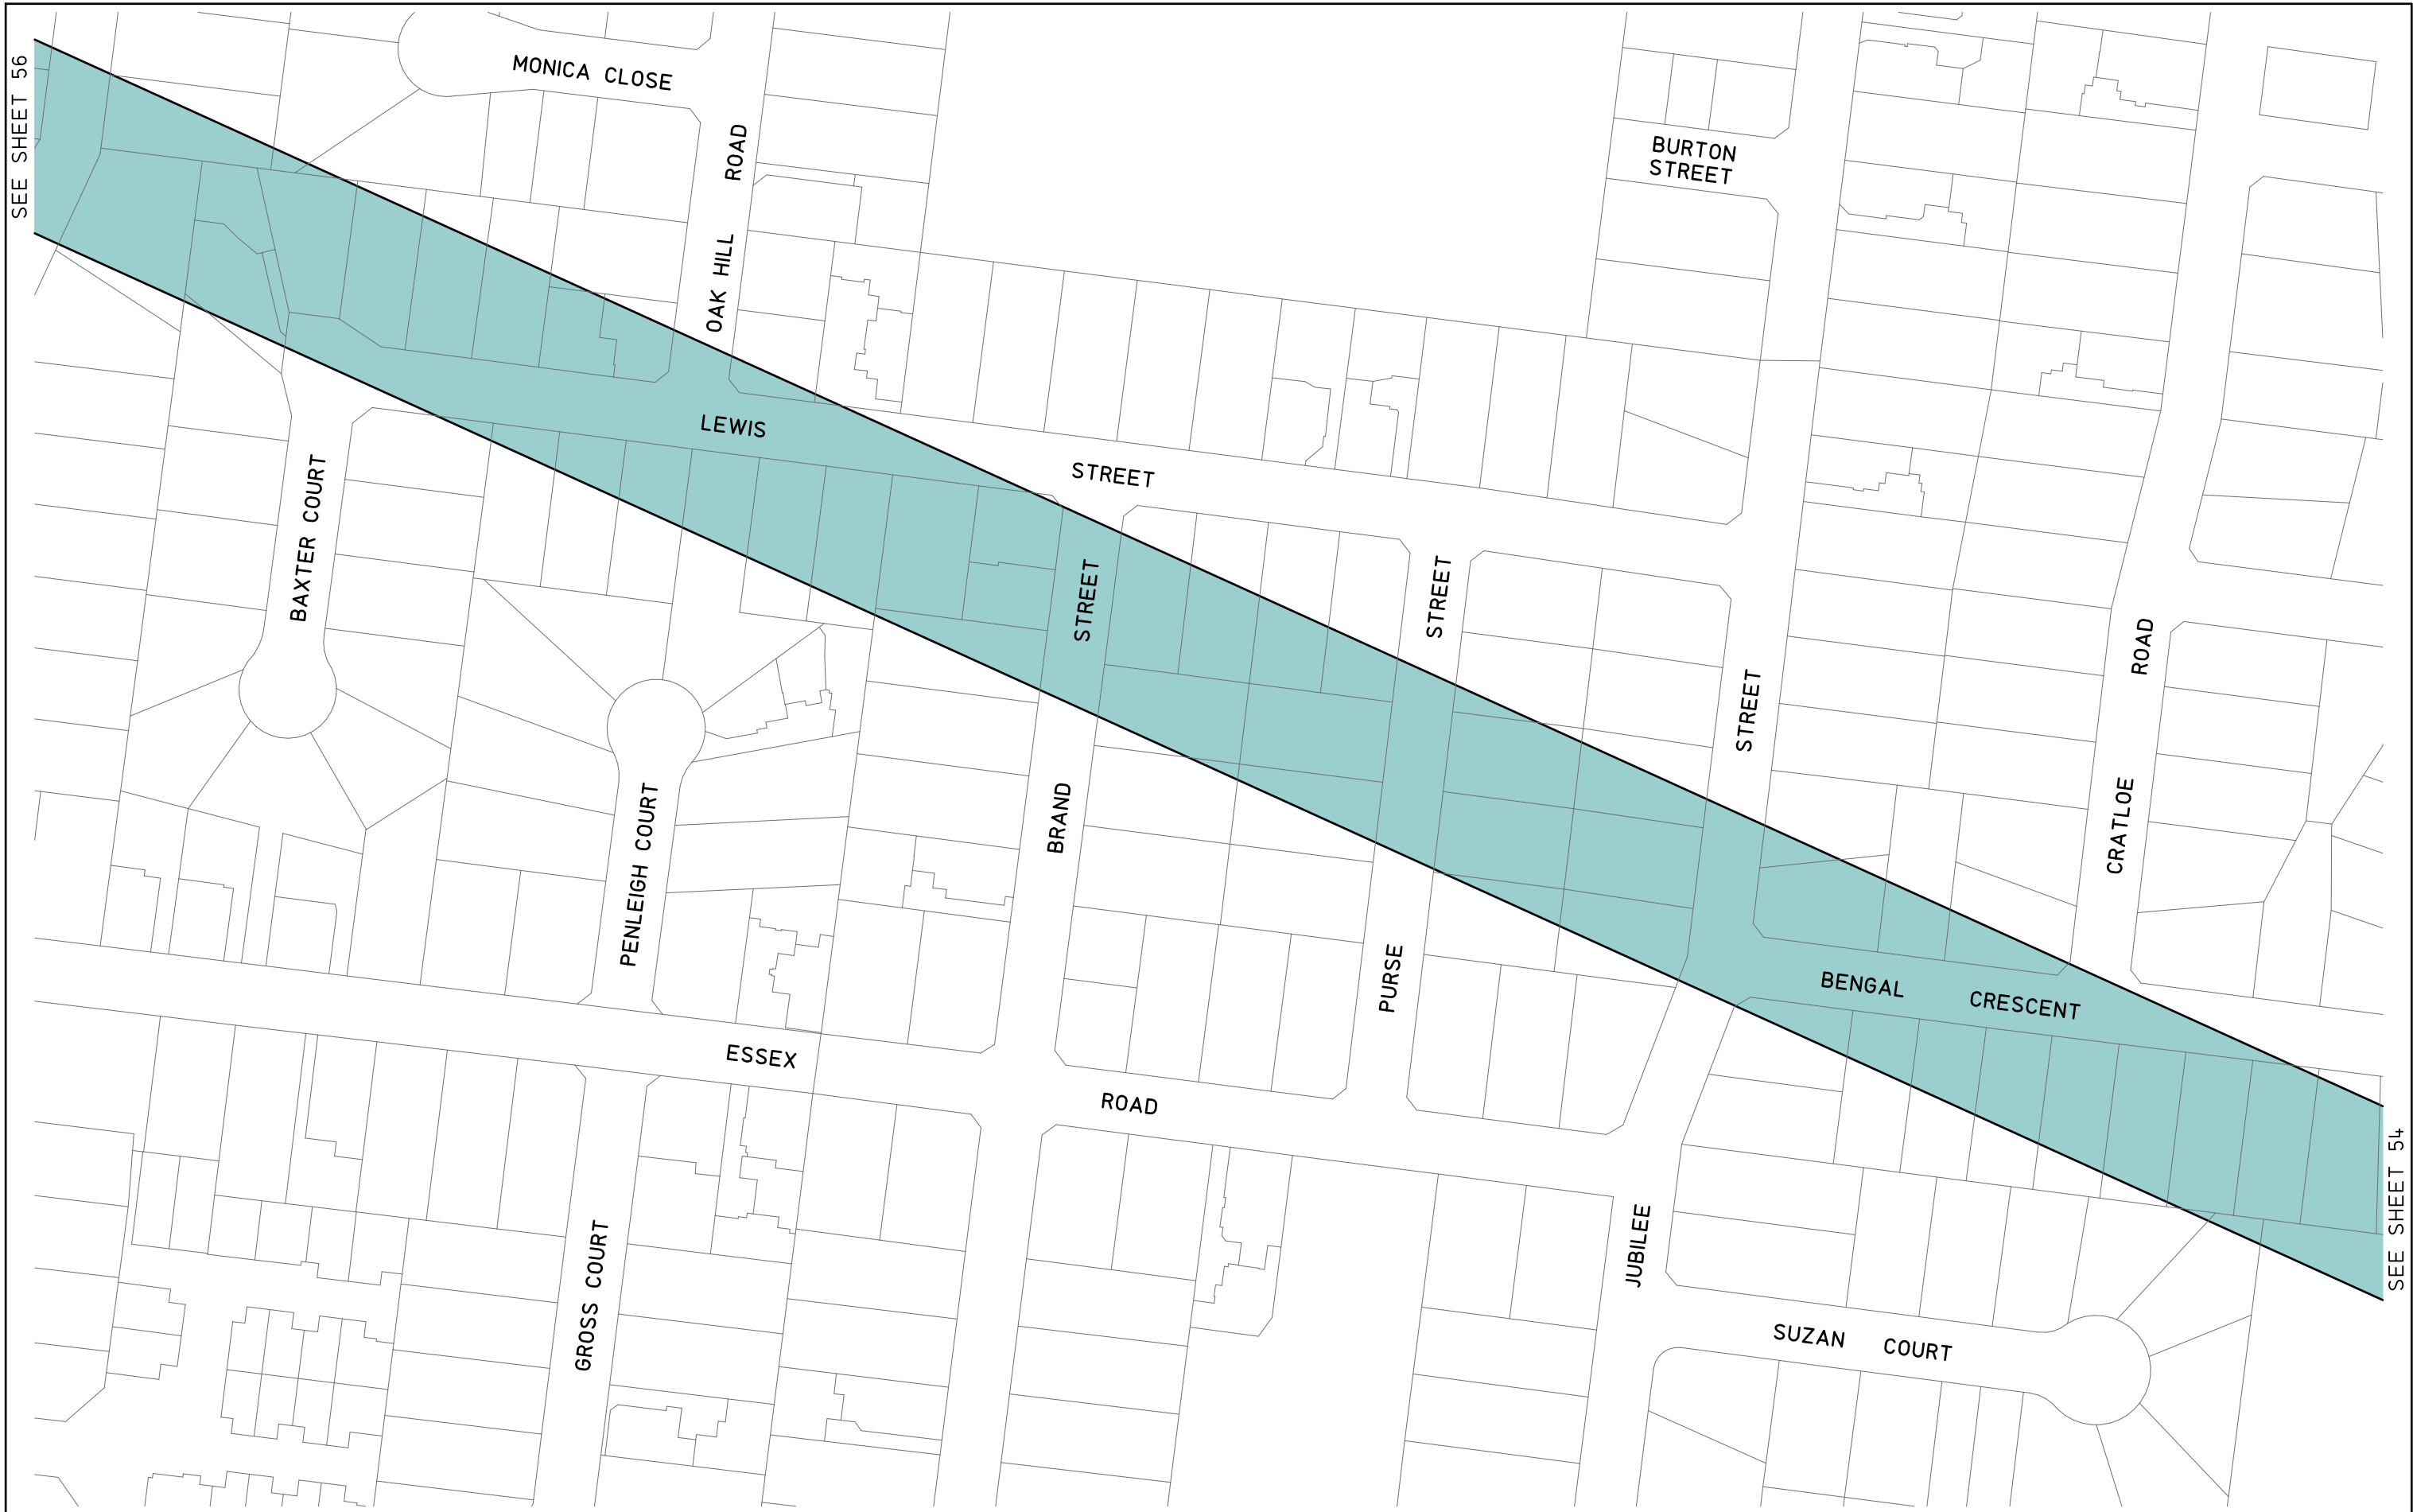 SEE SHEET 56
MONICA CLOSE
OAK HILL ROAD
BURTON
STREET
LEWIS STREET
BAXTER COURT
BRAND STREET
PURSE STREET
JUBILEE STREET
CRATLOE ROAD
PENLEIGH COURT
BENGAL CRESCENT
ESSEX ROAD
GROSS COURT
SUZAN COURT
SEE SHEET 54